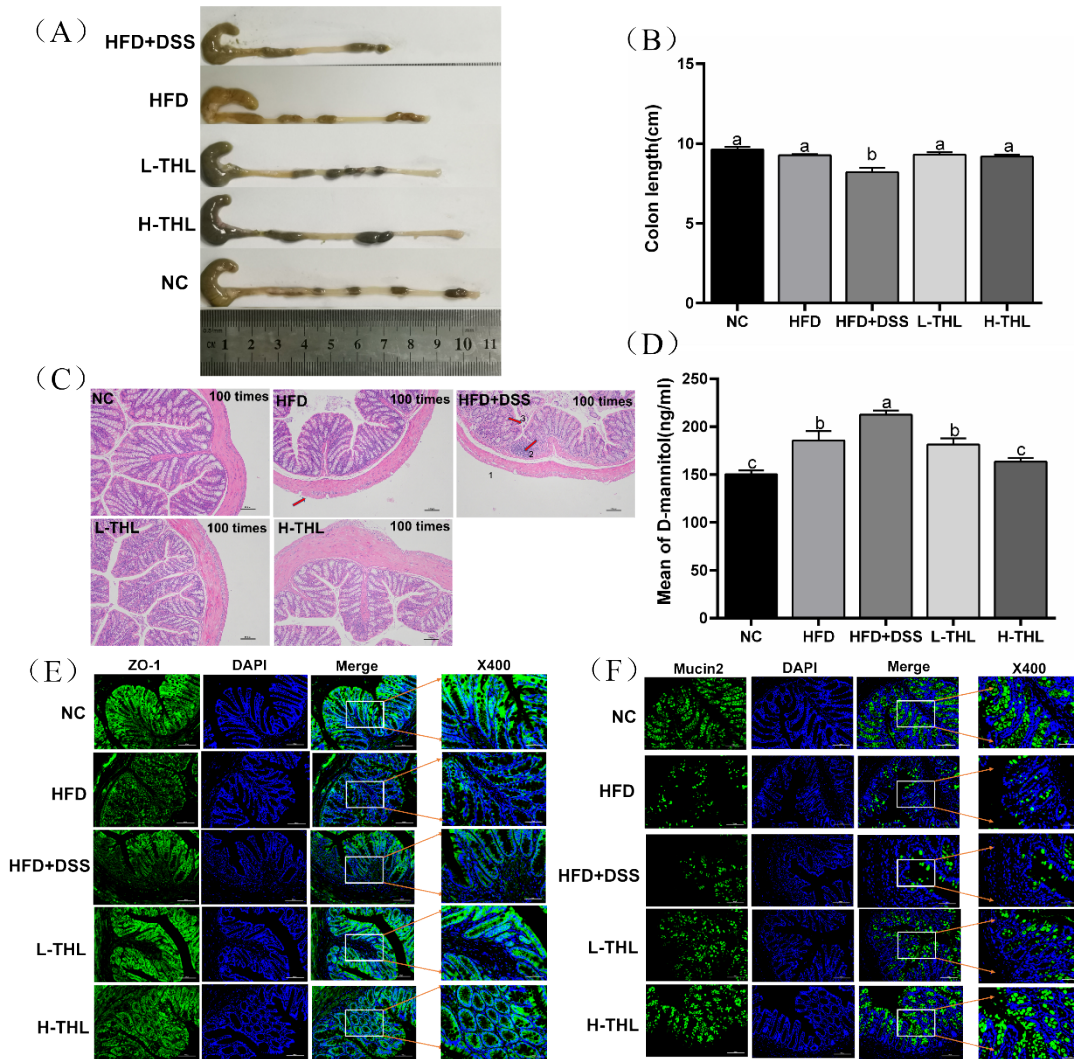 (A)
HFD+DSS
HFD
L-THL
H-THL
NC
CM 1 2 3 4 5 6 7 8 9 10 11
(B)
Colon length(cm)
15
10
5
0
a a b a a
NC HFD HFD+DSS L-THL H-THL
(C)
NC 100 times
HFD 100 times
HFD+DSS 100 times
3
2
1
L-THL 100 times
H-THL 100 times
(D)
Mean of D-mannitol(ng/ml)
250
200
150
100
50
0
c b a b c
NC HFD HFD+DSS L-THL H-THL
(E)
ZO-1 DAPI Merge X400
NC
HFD
HFD+DSS
L-THL
H-THL
(F)
Mucin2 DAPI Merge X400
NC
HFD
HFD+DSS
L-THL
H-THL